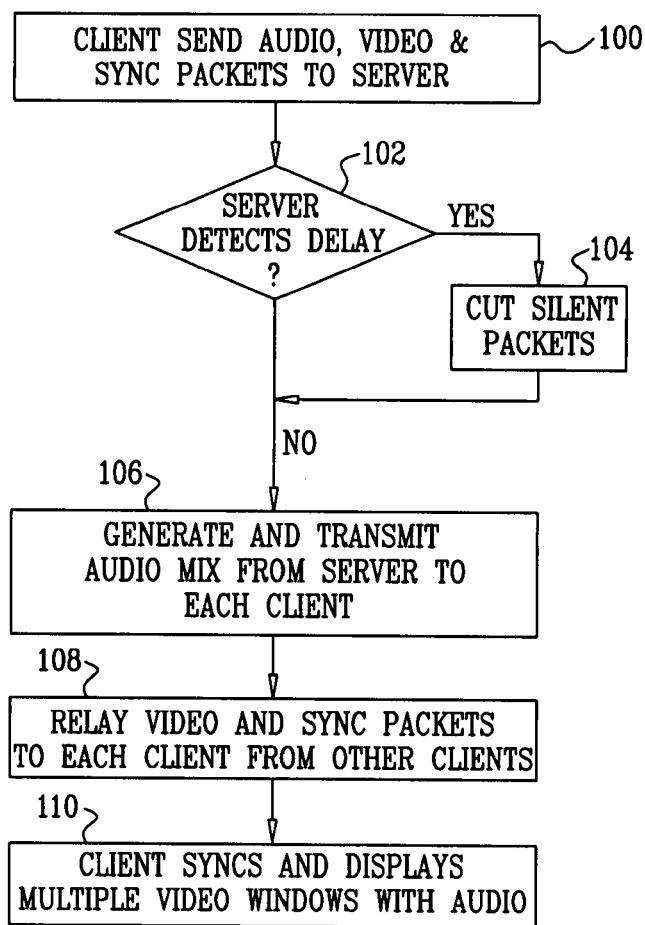 CLIENT SEND AUDIO, VIDEO &
SYNC PACKETS TO SERVER
100
102
SERVER
DETECTS DELAY
?
YES
104
CUT SILENT
PACKETS
NO
106
GENERATE AND TRANSMIT
AUDIO MIX FROM SERVER TO
EACH CLIENT
108
RELAY VIDEO AND SYNC PACKETS
TO EACH CLIENT FROM OTHER CLIENTS
110
CLIENT SYNCS AND DISPLAYS
MULTIPLE VIDEO WINDOWS WITH AUDIO